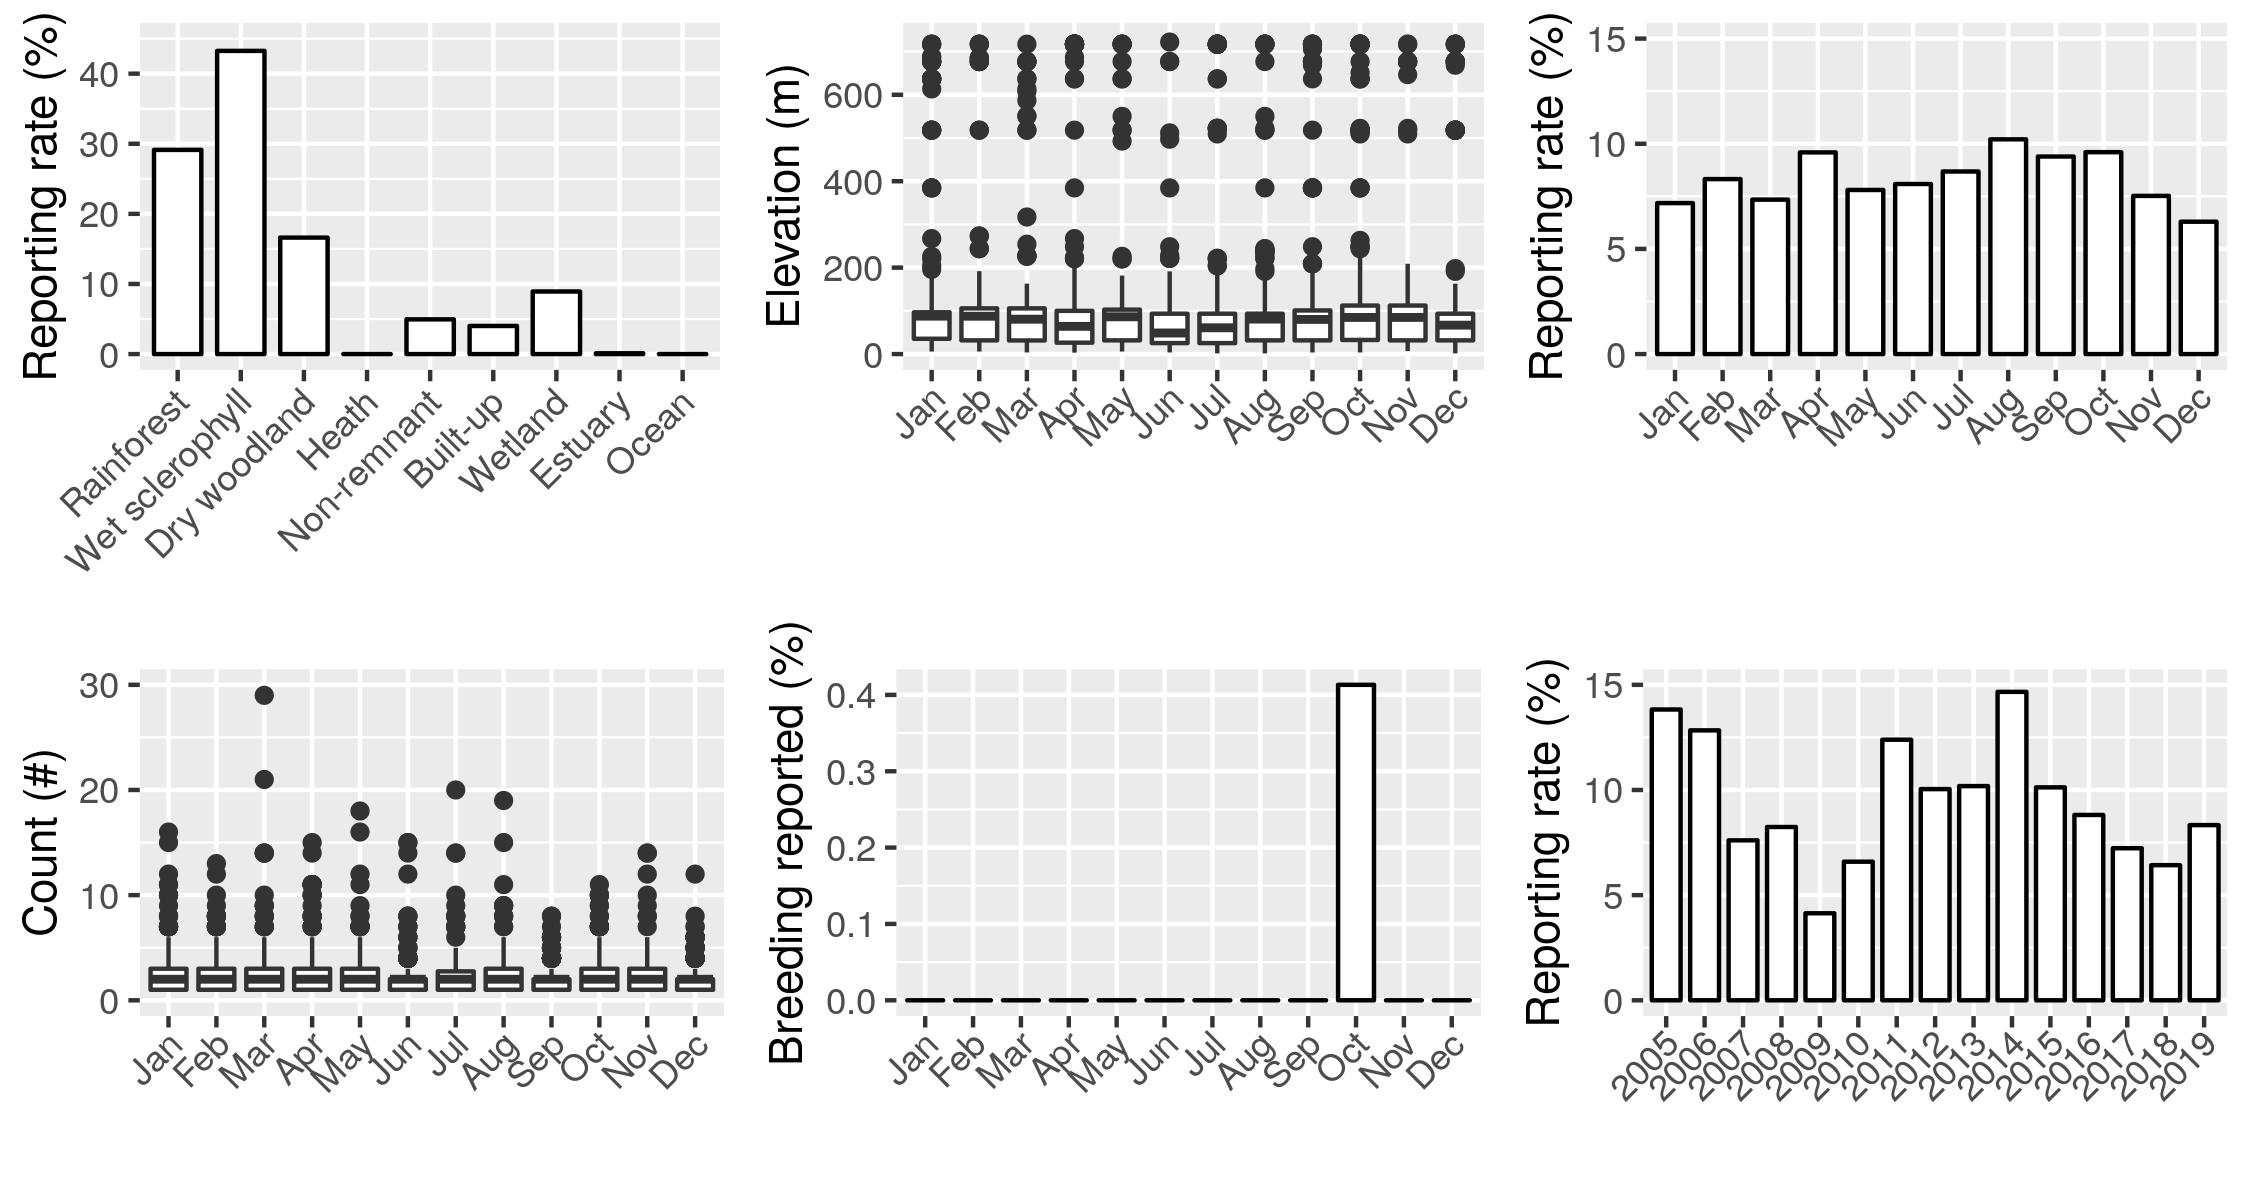 Reporting rate (%)
40
30
20
10
0
Rainforest
Wet sclerophyll
Dry woodland
Heath
Non-remnant
Built-up
Wetland
Estuary
Ocean
Elevation (m)
600
400
200
0
Jan
Feb
Mar
Apr
May
Jun
Jul
Aug
Sep
Oct
Nov
Dec
Reporting rate (%)
15
10
5
0
Jan
Feb
Mar
Apr
May
Jun
Jul
Aug
Sep
Oct
Nov
Dec
Count (#)
30
20
10
0
Jan
Feb
Mar
Apr
May
Jun
Jul
Aug
Sep
Oct
Nov
Dec
Breeding reported (%)
0.4
0.3
0.2
0.1
0.0
Jan
Feb
Mar
Apr
May
Jun
Jul
Aug
Sep
Oct
Nov
Dec
Reporting rate (%)
15
10
5
0
2005
2006
2007
2008
2009
2010
2011
2012
2013
2014
2015
2016
2017
2018
2019